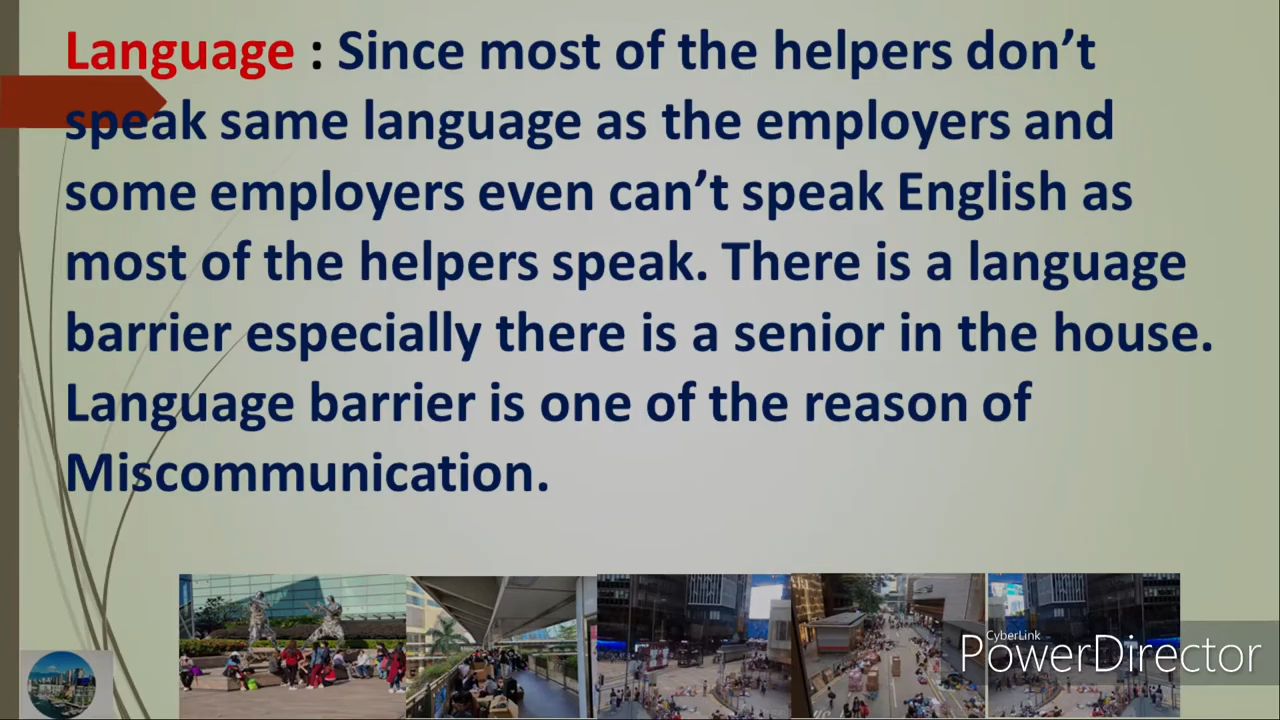 Language : Since most of the helpers don’t
speak same language as the employers and
some employers even can’t speak English as
most of the helpers speak. There is a language
barrier especially there is a senior in the house.
Language barrier is one of the reason of
Miscommunication.
CyberLink
PowerDirector